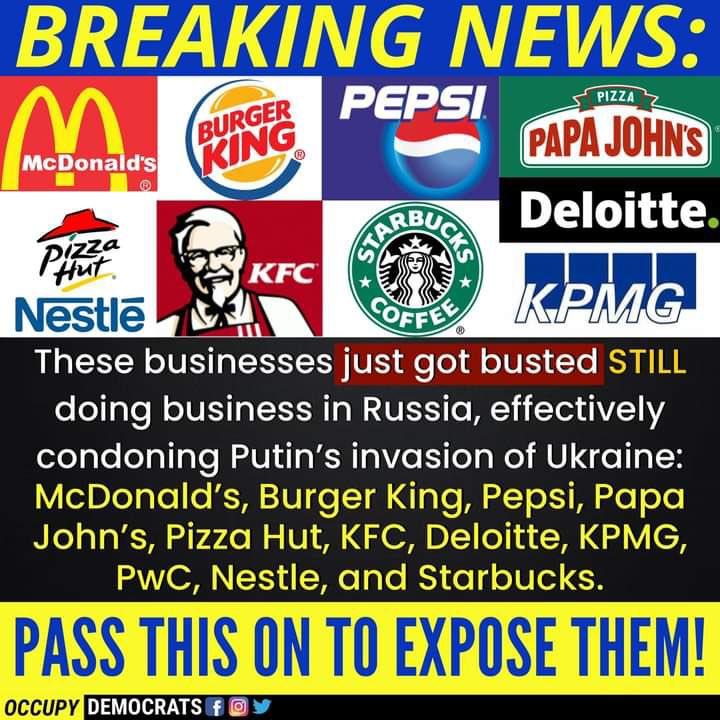 BREAKING NEWS:
McDonald's
®
BURGER
KING
®
PEPSI
PIZZA
PAPA JOHN'S
Deloitte.
Pizza
Hut
Nestlé
KFC
STARBUCKS
COFFEE
®
KPMG
These businesses just got busted STILL
doing business in Russia, effectively
condoning Putin's invasion of Ukraine:
McDonald's, Burger King, Pepsi, Papa
John's, Pizza Hut, KFC, Deloitte, KPMG,
PwC, Nestle, and Starbucks.
PASS THIS ON TO EXPOSE THEM!
OCCUPY DEMOCRATS